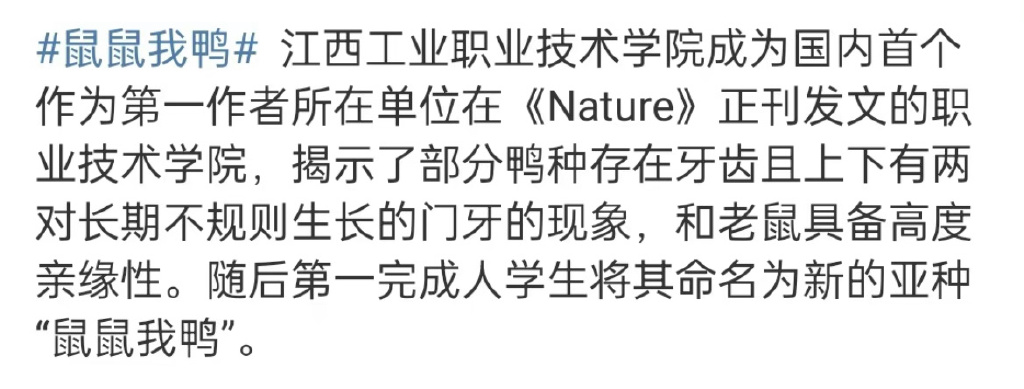 #鼠鼠我鸭# 江西工业职业技术学院成为国内首个
作为第一作者所在单位在《Nature》正刊发文的职
业技术学院，揭示了部分鸭种存在牙齿且上下有两
对长期不规则生长的门牙的现象，和老鼠具备高度
亲缘性。随后第一完成人学生将其命名为新的亚种
“鼠鼠我鸭”。